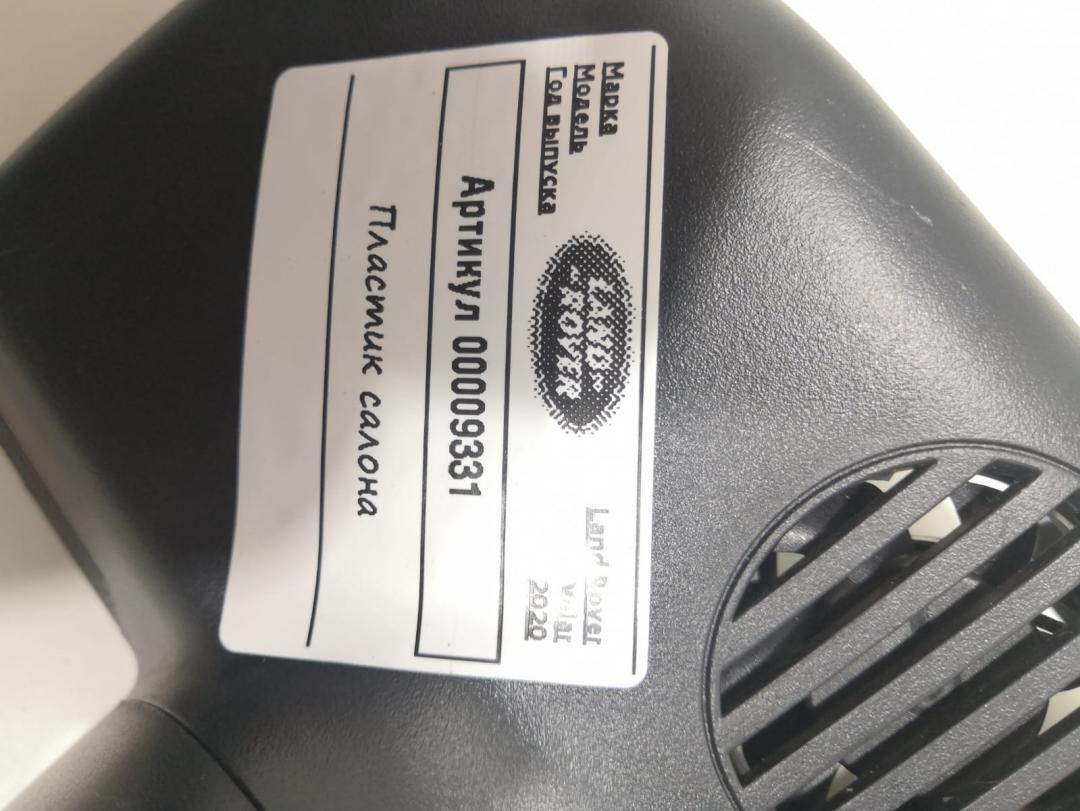 Марка Land Rover
Модель Velar
Год выпуска 2020
LAND-
-ROVER
Артикул 00009331
Пластик салона